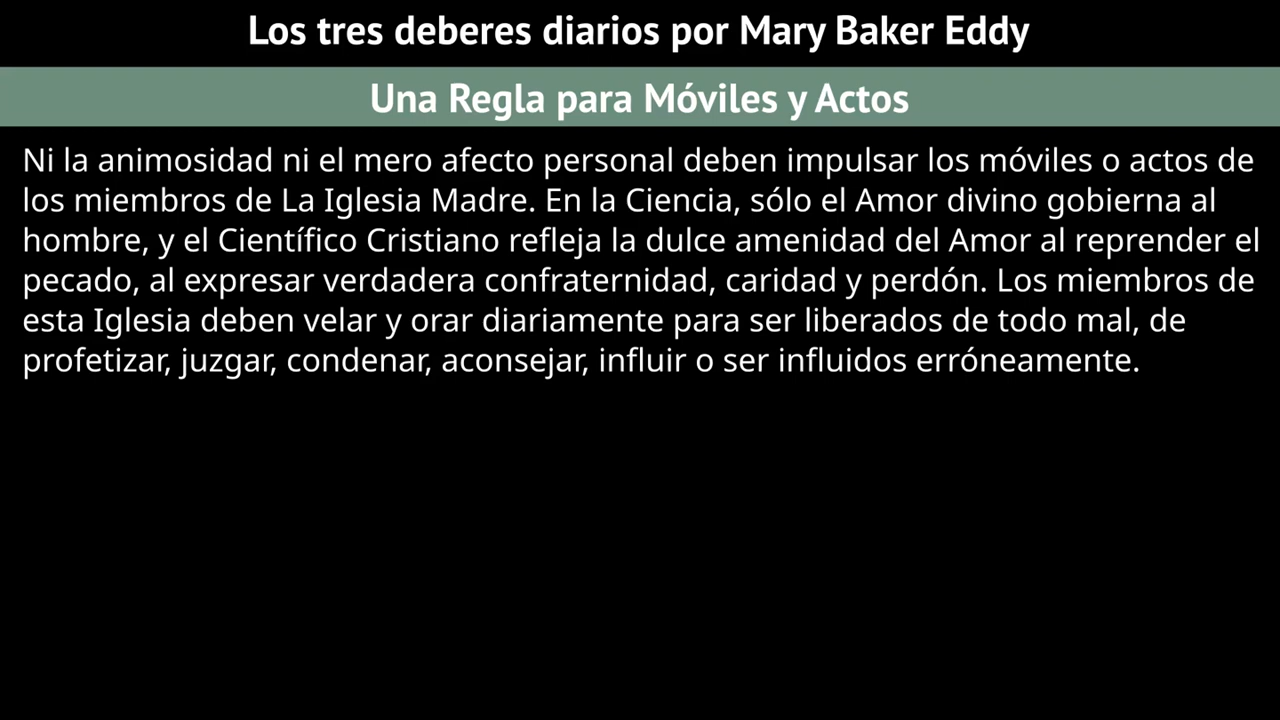 Los tres deberes diarios por Mary Baker Eddy
Una Regla para Móviles y Actos
Ni la animosidad ni el mero afecto personal deben impulsar los móviles o actos de
los miembros de La Iglesia Madre. En la Ciencia, sólo el Amor divino gobierna al
hombre, y el Científico Cristiano refleja la dulce amenidad del Amor al reprender el
pecado, al expresar verdadera confraternidad, caridad y perdón. Los miembros de
esta Iglesia deben velar y orar diariamente para ser liberados de todo mal, de
profetizar, juzgar, condenar, aconsejar, influir o ser influidos erróneamente.